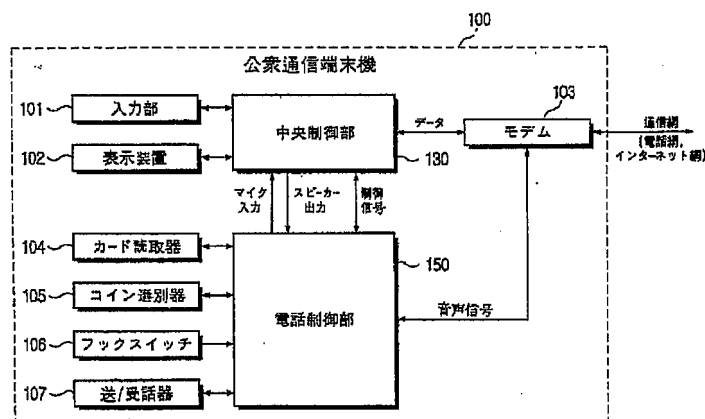 100
公衆通信端末機
101
入力部
102
表示装置
中央制御部
130
データ
103
モデム
通信網
(電話網,
インターネット網)
マイク
入力
スピーカー
出力
制御
信号
104
カード読取器
105
コイン選別器
106
フックスイッチ
107
送/受話器
電話制御部
150
音声信号